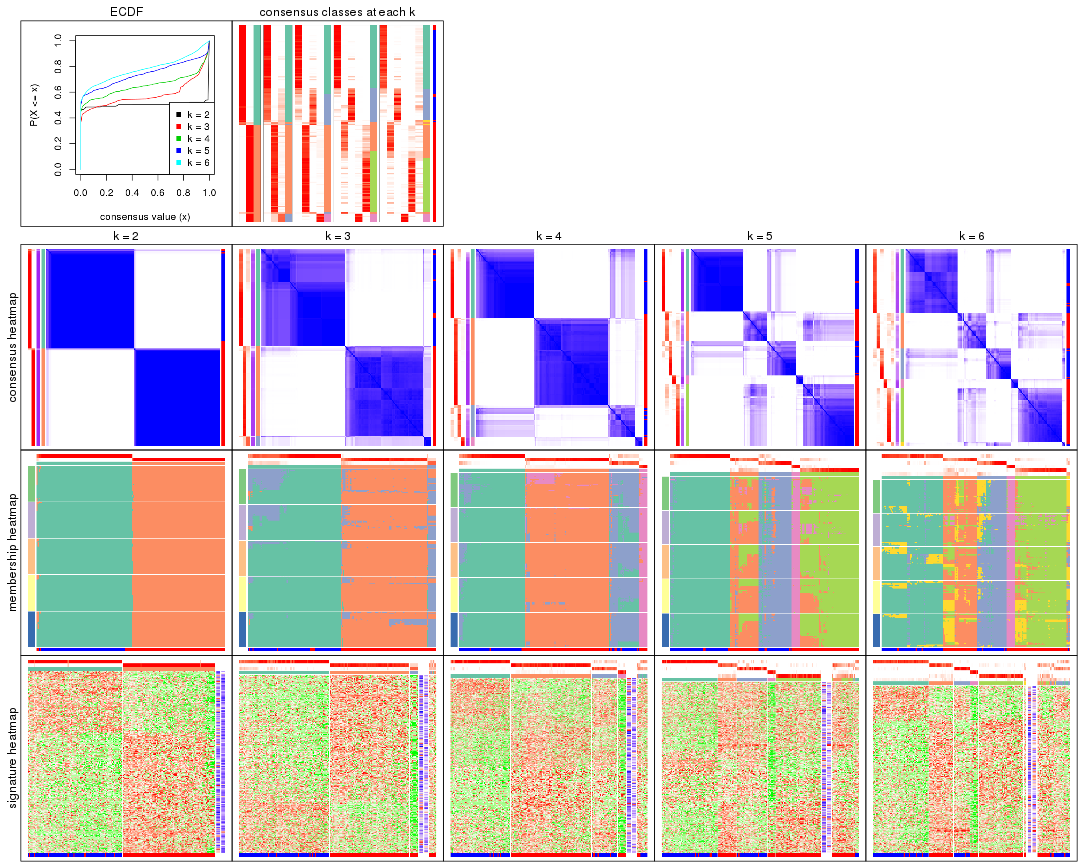 ECDF
consensus classes at each k
P(X <= x)
0.0 0.2 0.4 0.6 0.8 1.0
k = 2
k = 3
k = 4
k = 5
k = 6
0.0 0.2 0.4 0.6 0.8 1.0
consensus value (x)
k = 2 k = 3 k = 4 k = 5 k = 6
consensus heatmap
membership heatmap
signature heatmap